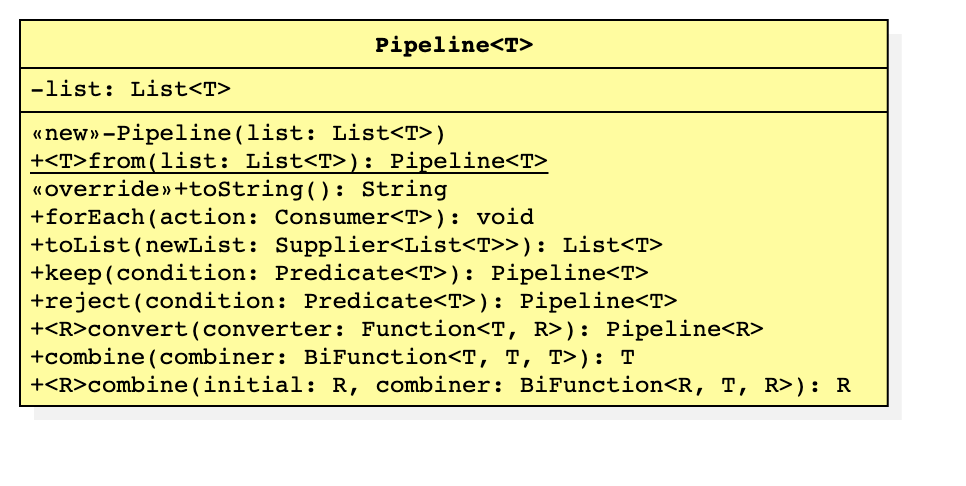 Pipeline<T>
-list: List<T>
«new»-Pipeline(list: List<T>)
+<T>from(list: List<T>): Pipeline<T>
«override»+toString(): String
+forEach(action: Consumer<T>): void
+toList(newList: Supplier<List<T>>): List<T>
+keep(condition: Predicate<T>): Pipeline<T>
+reject(condition: Predicate<T>): Pipeline<T>
+<R>convert(converter: Function<T, R>): Pipeline<R>
+combine(combiner: BiFunction<T, T, T>): T
+<R>combine(initial: R, combiner: BiFunction<R, T, R>): R